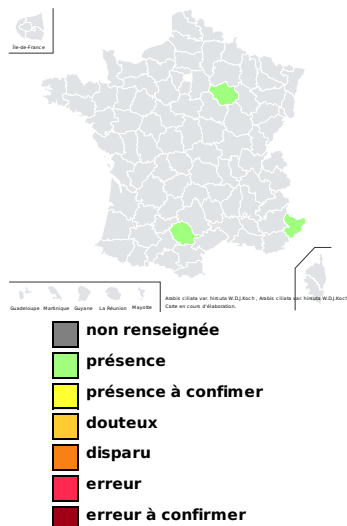 Île-de-France
Arabis ciliata var. hirsuta W.D.J.Koch , Arabis ciliata var. hirsuta W.D.J.Koch
Carte en cours d'élaboration.
Guadeloupe Martinique Guyane La Réunion Mayotte
non renseignée
présence
présence à confimer
douteux
disparu
erreur
erreur à confirmer